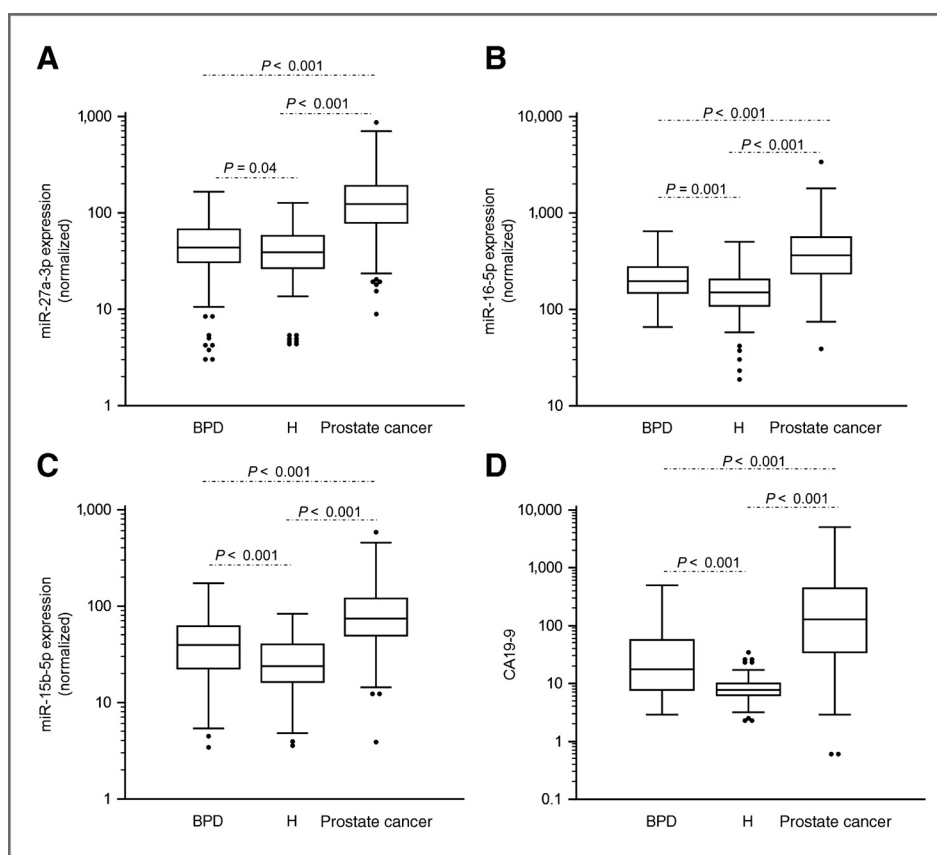 A
P < 0.001
P < 0.001
P = 0.04
1,000
100
10
1
miR-27a-3p expression
(normalized)
BPD
H
Prostate cancer
B
P < 0.001
P < 0.001
P = 0.001
10,000
1,000
100
10
miR-16-5p expression
(normalized)
BPD
H
Prostate cancer
C
P < 0.001
P < 0.001
P < 0.001
1,000
100
10
1
miR-15b-5p expression
(normalized)
BPD
H
Prostate cancer
D
P < 0.001
P < 0.001
P < 0.001
10,000
1,000
100
10
1
0.1
CA19-9
BPD
H
Prostate cancer